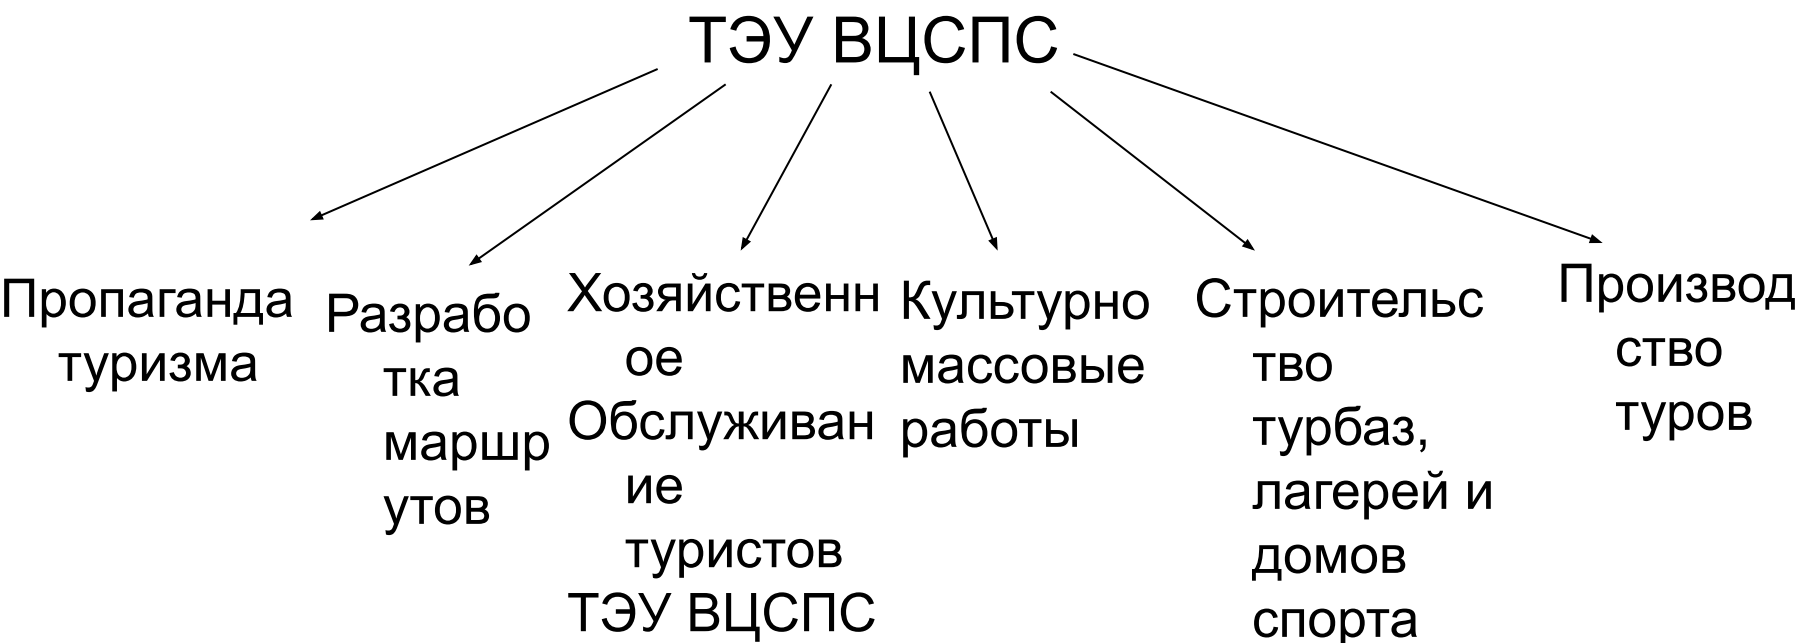 ТЭУ ВЦСПС
Пропаганда
туризма
Разрабо
тка
маршр
утов
Хозяйственн
ое
Обслуживан
ие
туристов
ТЭУ ВЦСПС
Культурно
массовые
работы
Строительс
тво
турбаз,
лагерей и
домов
спорта
Производ
ство
туров